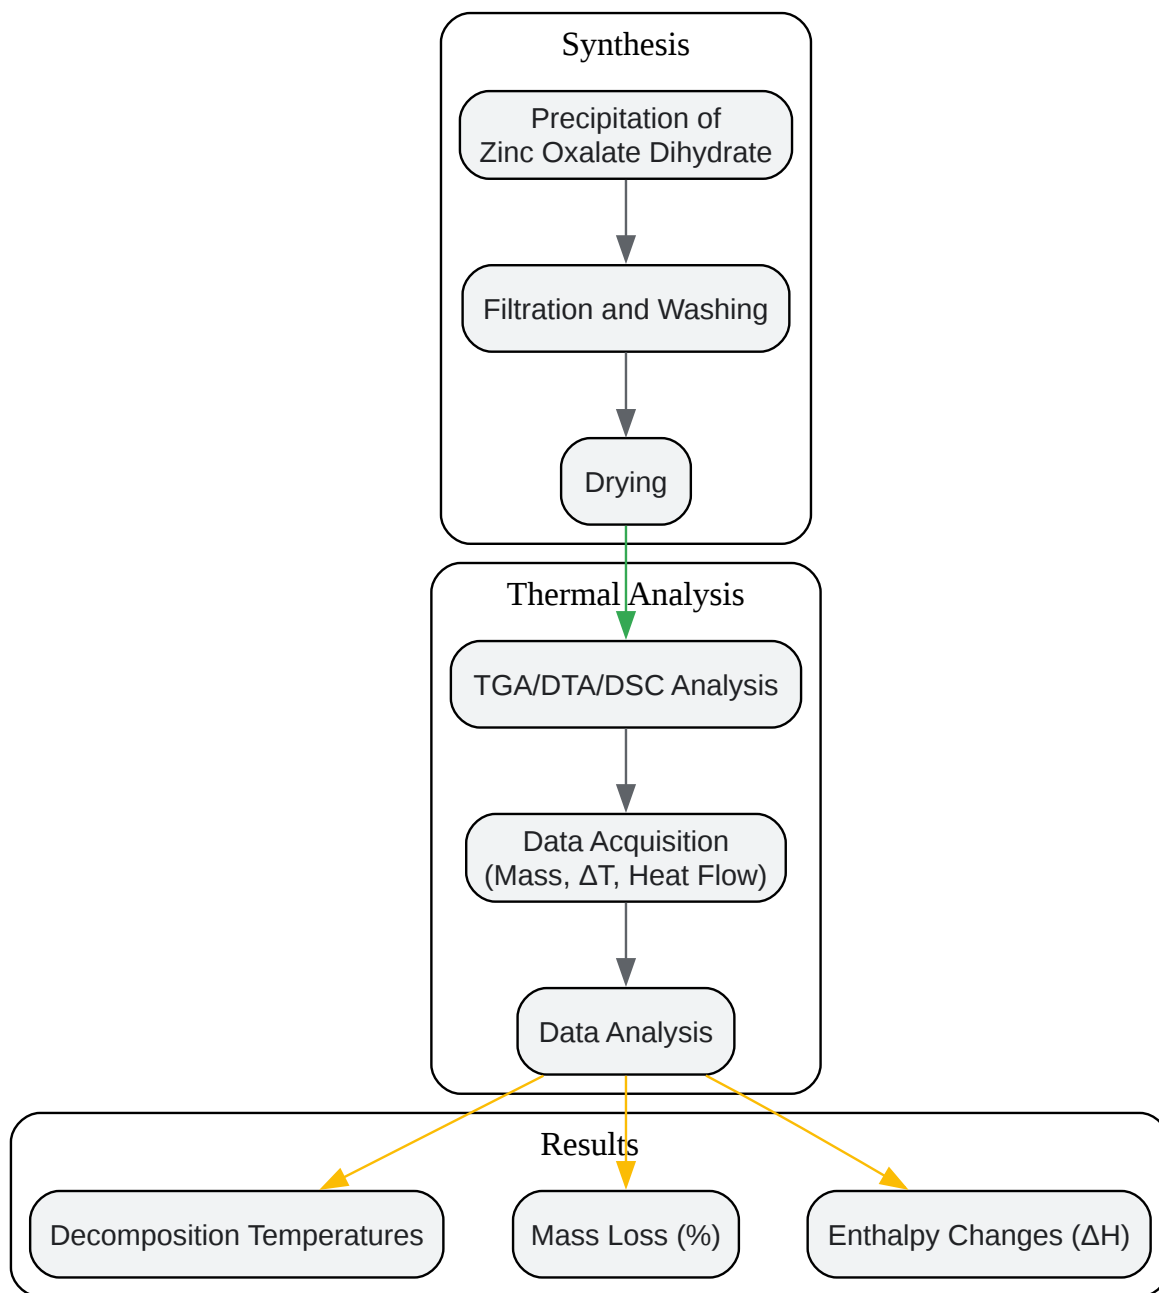 Synthesis
Precipitation of
Zinc Oxalate Dihydrate
Filtration and Washing
Drying
Thermal Analysis
TGA/DTA/DSC Analysis
Data Acquisition
(Mass, ΔT, Heat Flow)
Data Analysis
Results
Decomposition Temperatures
Mass Loss (%)
Enthalpy Changes (ΔH)